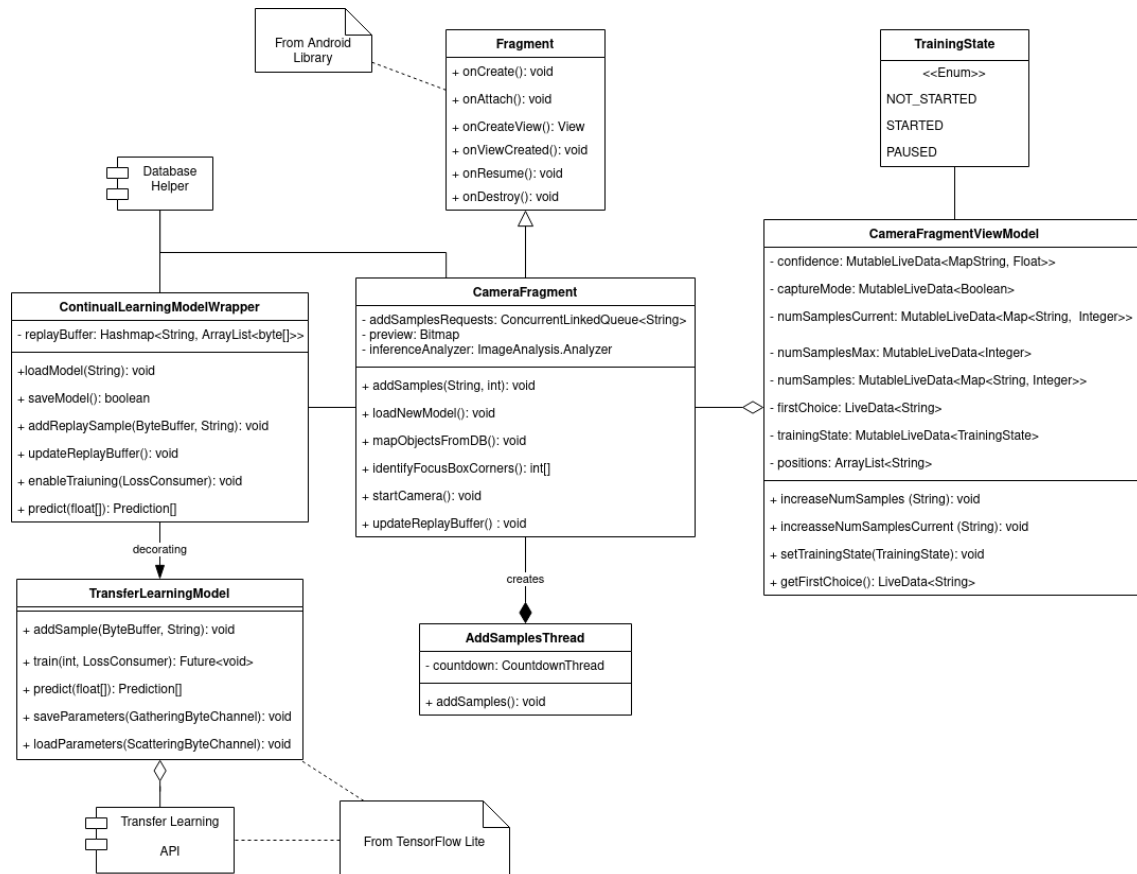 From Android
Library
Fragment
+ onCreate(): void
+ onAttach(): void
+ onCreateView(): View
+ onViewCreated(): void
+ onResume(): void
+ onDestroy(): void
TrainingState
<<Enum>>
NOT_STARTED
STARTED
PAUSED
Database
Helper
ContinualLearningModelWrapper
- replayBuffer: Hashmap<String, ArrayList<byte[]>>
+loadModel(String): void
+ saveModel(): boolean
+ addReplaySample(ByteBuffer, String): void
+ updateReplayBuffer(): void
+ enableTraiuning(LossConsumer): void
+ predict(float[]): Prediction[]
CameraFragment
- addSamplesRequests: ConcurrentLinkedQueue<String>
- preview: Bitmap
- inferenceAnalyzer: ImageAnalysis.Analyzer
+ addSamples(String, int): void
+ loadNewModel(): void
+ mapObjectsFromDB(): void
+ identifyFocusBoxCorners(): int[]
+ startCamera(): void
+ updateReplayBuffer() : void
CameraFragmentViewModel
- confidence: MutableLiveData<MapString, Float>>
- captureMode: MutableLiveData<Boolean>
- numSamplesCurrent: MutableLiveData<Map<String, Integer>>
- numSamplesMax: MutableLiveData<Integer>
- numSamples: MutableLiveData<Map<String, Integer>>
- firstChoice: LiveData<String>
- trainingState: MutableLiveData<TrainingState>
- positions: ArrayList<String>
+ increaseNumSamples (String): void
+ increasseNumSamplesCurrent (String): void
+ setTrainingState(TrainingState): void
+ getFirstChoice(): LiveData<String>
decorating
TransferLearningModel
+ addSample(ByteBuffer, String): void
+ train(int, LossConsumer): Future<void>
+ predict(float[]): Prediction[]
+ saveParameters(GatheringByteChannel): void
+ loadParameters(ScatteringByteChannel): void
creates
AddSamplesThread
- countdown: CountdownThread
+ addSamples(): void
Transfer Learning
API
From TensorFlow Lite